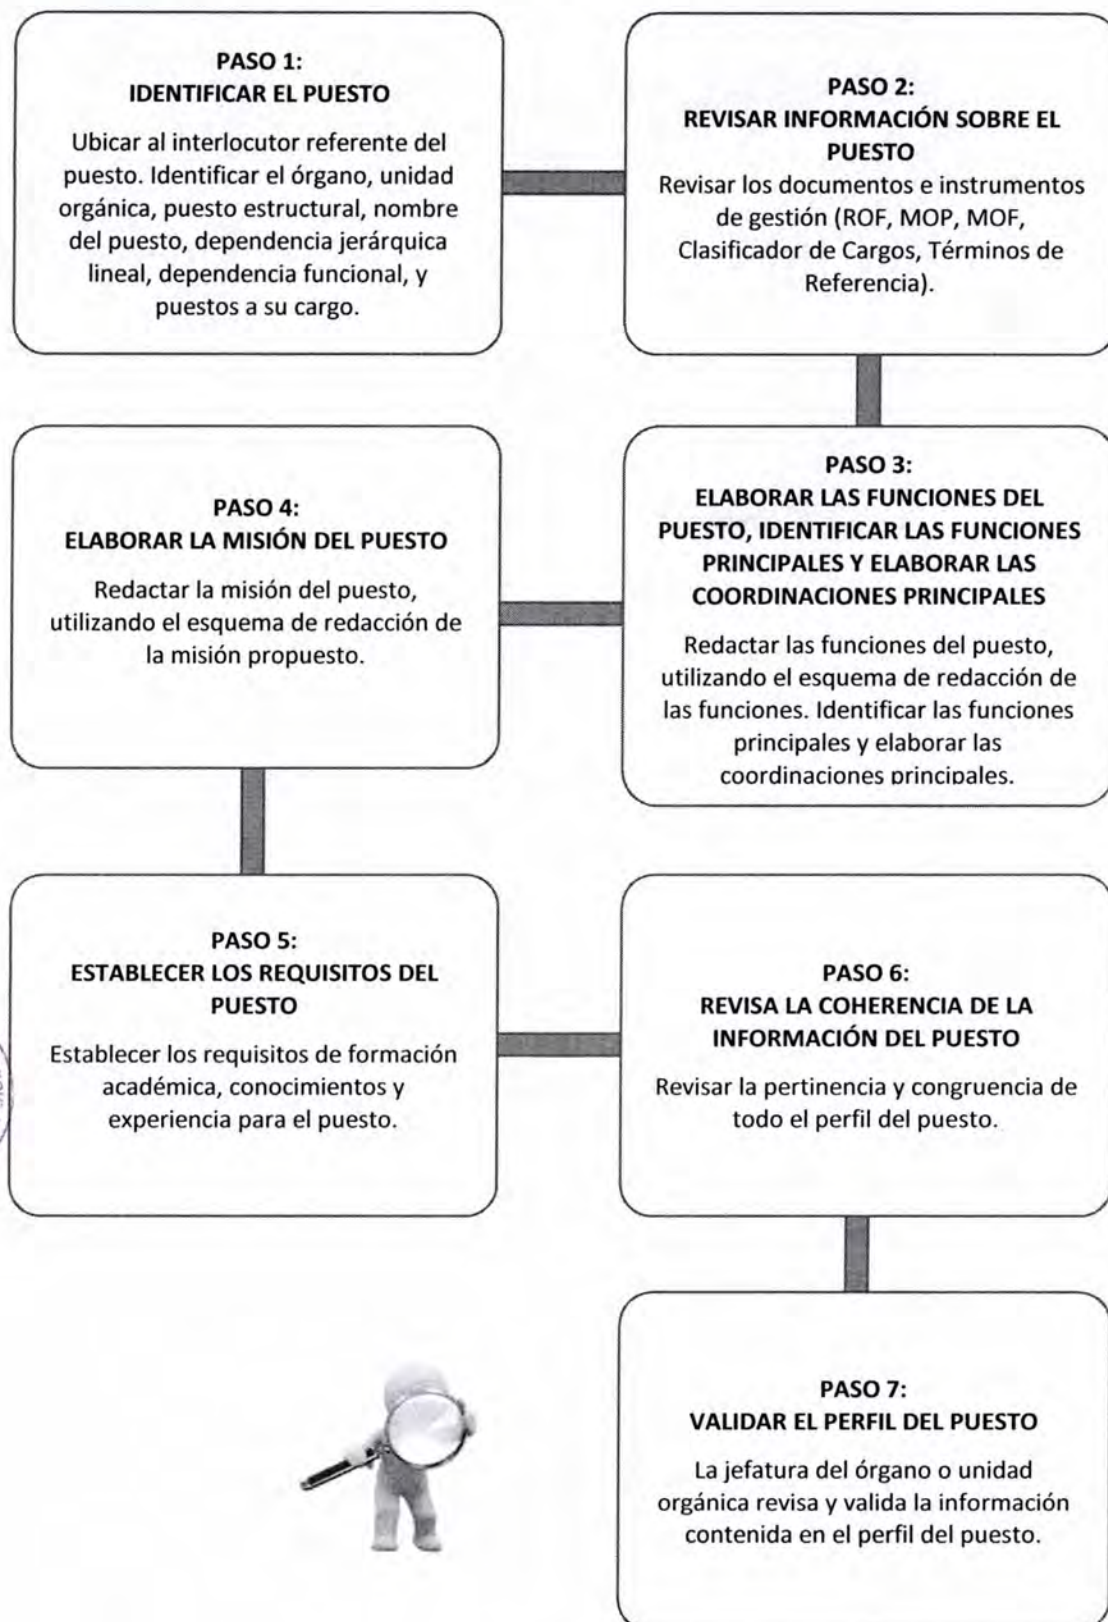 PASO 1:
IDENTIFICAR EL PUESTO
Ubicar al interlocutor referente del
puesto. Identificar el órgano, unidad
orgánica, puesto estructural, nombre
del puesto, dependencia jerárquica
lineal, dependencia funcional, y
puestos a su cargo.
PASO 2:
REVISAR INFORMACIÓN SOBRE EL
PUESTO
Revisar los documentos e instrumentos
de gestión (ROF, MOP, MOF,
Clasificador de Cargos, Términos de
Referencia).
PASO 3:
ELABORAR LAS FUNCIONES DEL
PUESTO, IDENTIFICAR LAS FUNCIONES
PRINCIPALES Y ELABORAR LAS
COORDINACIONES PRINCIPALES
Redactar las funciones del puesto,
utilizando el esquema de redacción de
las funciones. Identificar las funciones
principales y elaborar las
coordinaciones principales.
PASO 4:
ELABORAR LA MISIÓN DEL PUESTO
Redactar la misión del puesto,
utilizando el esquema de redacción de
la misión propuesto.
PASO 5:
ESTABLECER LOS REQUISITOS DEL
PUESTO
Establecer los requisitos de formación
académica, conocimientos y
experiencia para el puesto.
PASO 6:
REVISA LA COHERENCIA DE LA
INFORMACIÓN DEL PUESTO
Revisar la pertinencia y congruencia de
todo el perfil del puesto.
PASO 7:
VALIDAR EL PERFIL DEL PUESTO
La jefatura del órgano o unidad
orgánica revisa y valida la información
contenida en el perfil del puesto.